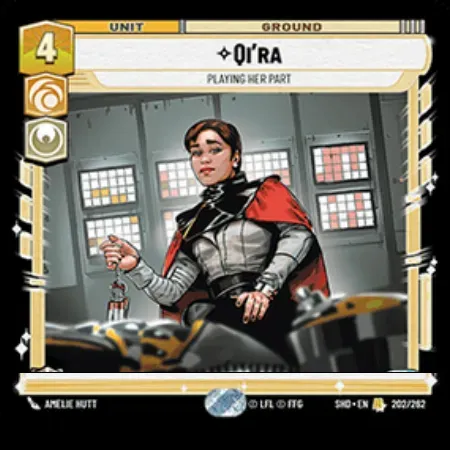 4
UNIT GROUND
✧QI'RA
PLAYING HER PART
AMELIE HUTT Ⓒ LFL Ⓒ FFG SHD • EN 202/262